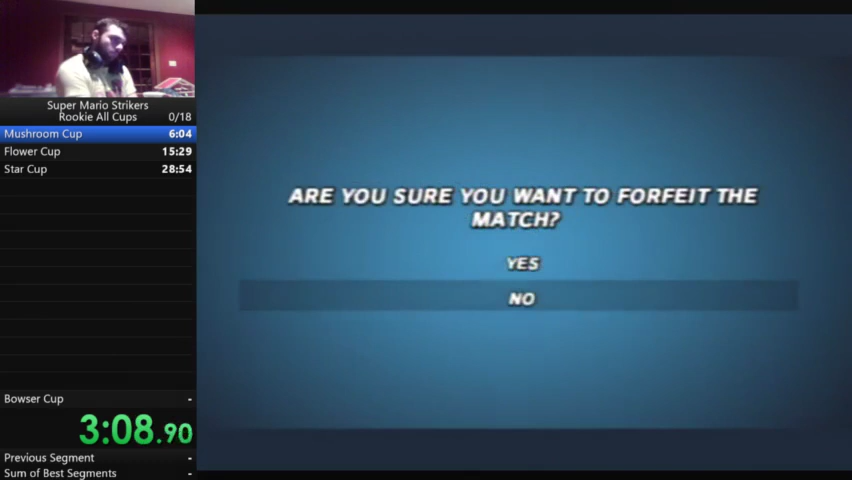 Super Mario Strikers
Rookie All Cups 0/18
Mushroom Cup 6:04
Flower Cup 15:29
Star Cup 28:54
Bowser Cup -
3:08.90
Previous Segment -
Sum of Best Segments -
ARE YOU SURE YOU WANT TO FORFEIT THE
MATCH?
YES
NO